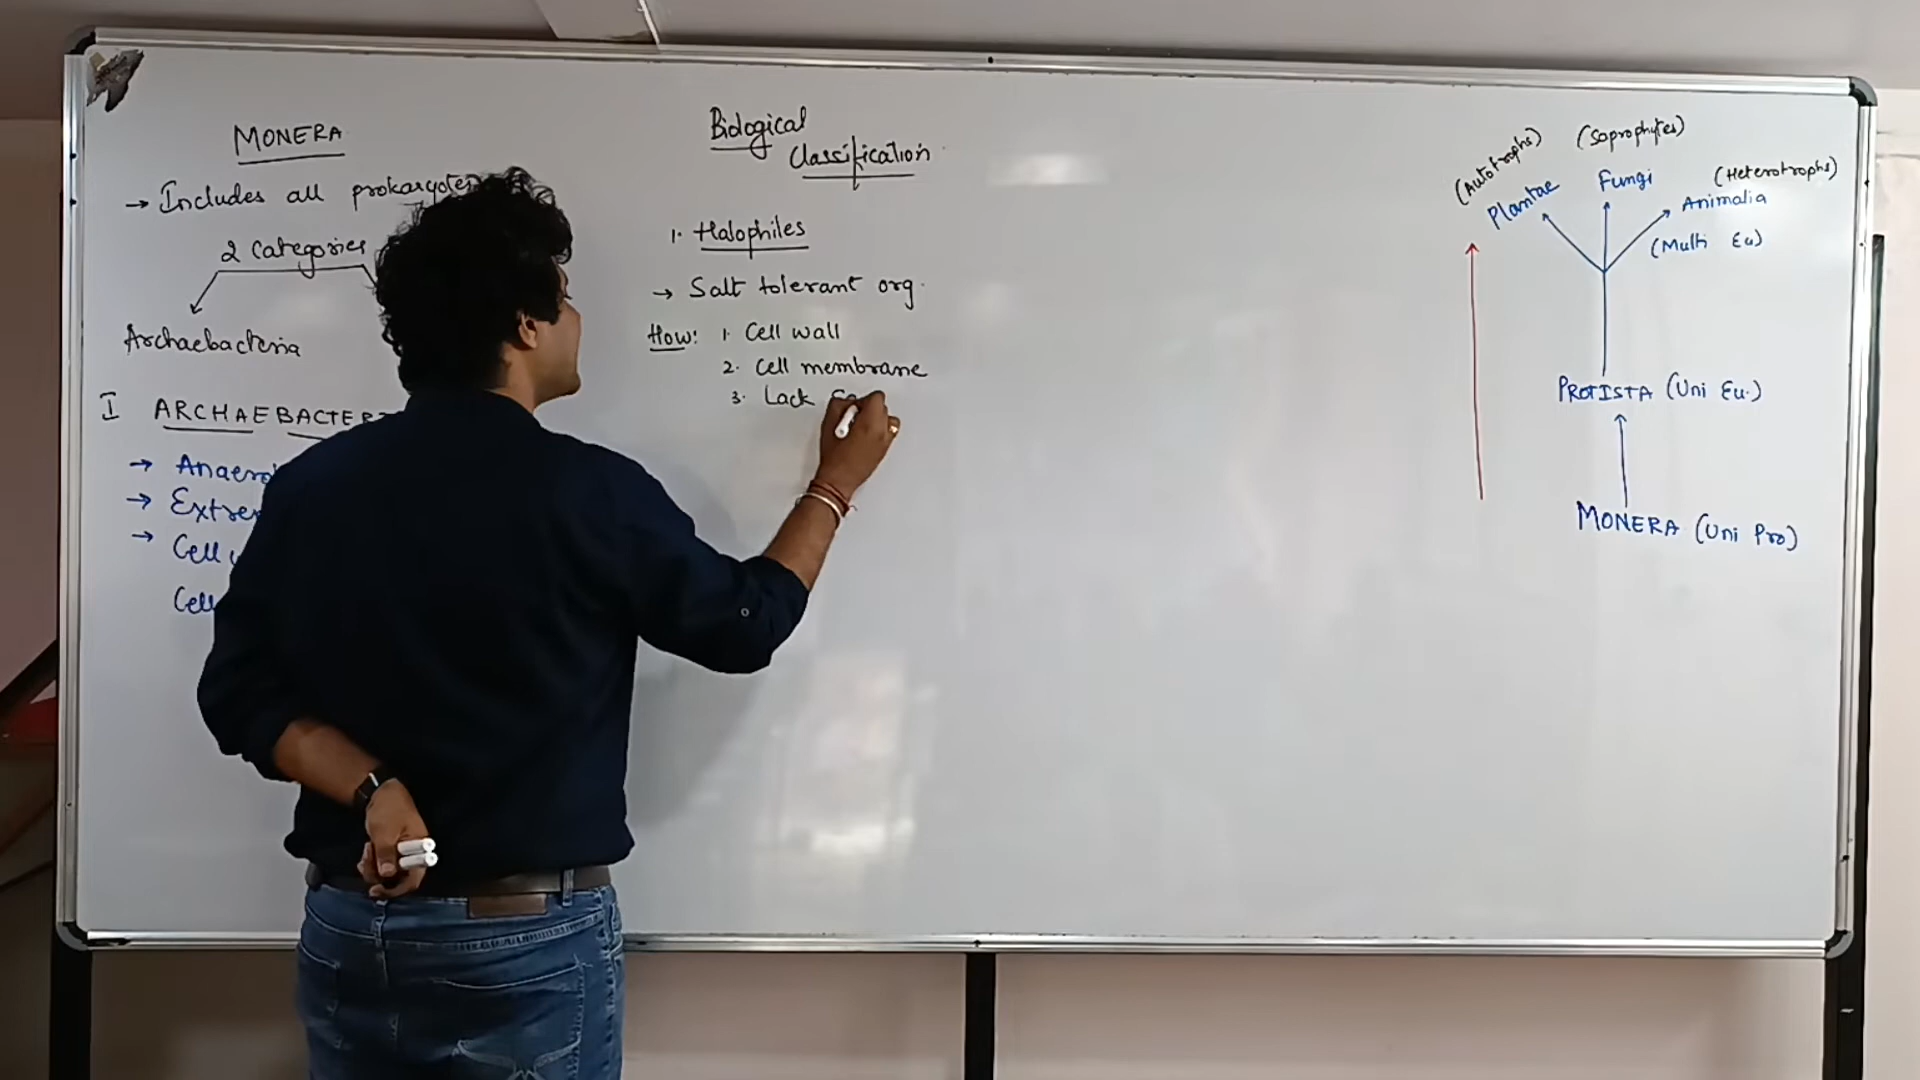 MONERA
→ Includes all prokaryotes
2 categories
Archaebacteria
I ARCHAEBACTER
→ Anaero
→ Extre
→ Cell
Cell
Biological
Classification
1. Halophiles
→ Salt tolerant org.
How: 1. Cell wall
2. Cell membrane
3. Lack
(Autotrophs)
Plantae
(Saprophytes)
Fungi
(Heterotrophs)
Animalia
(Multi Eu)
PROTISTA (Uni Eu.)
MONERA (Uni Pro)